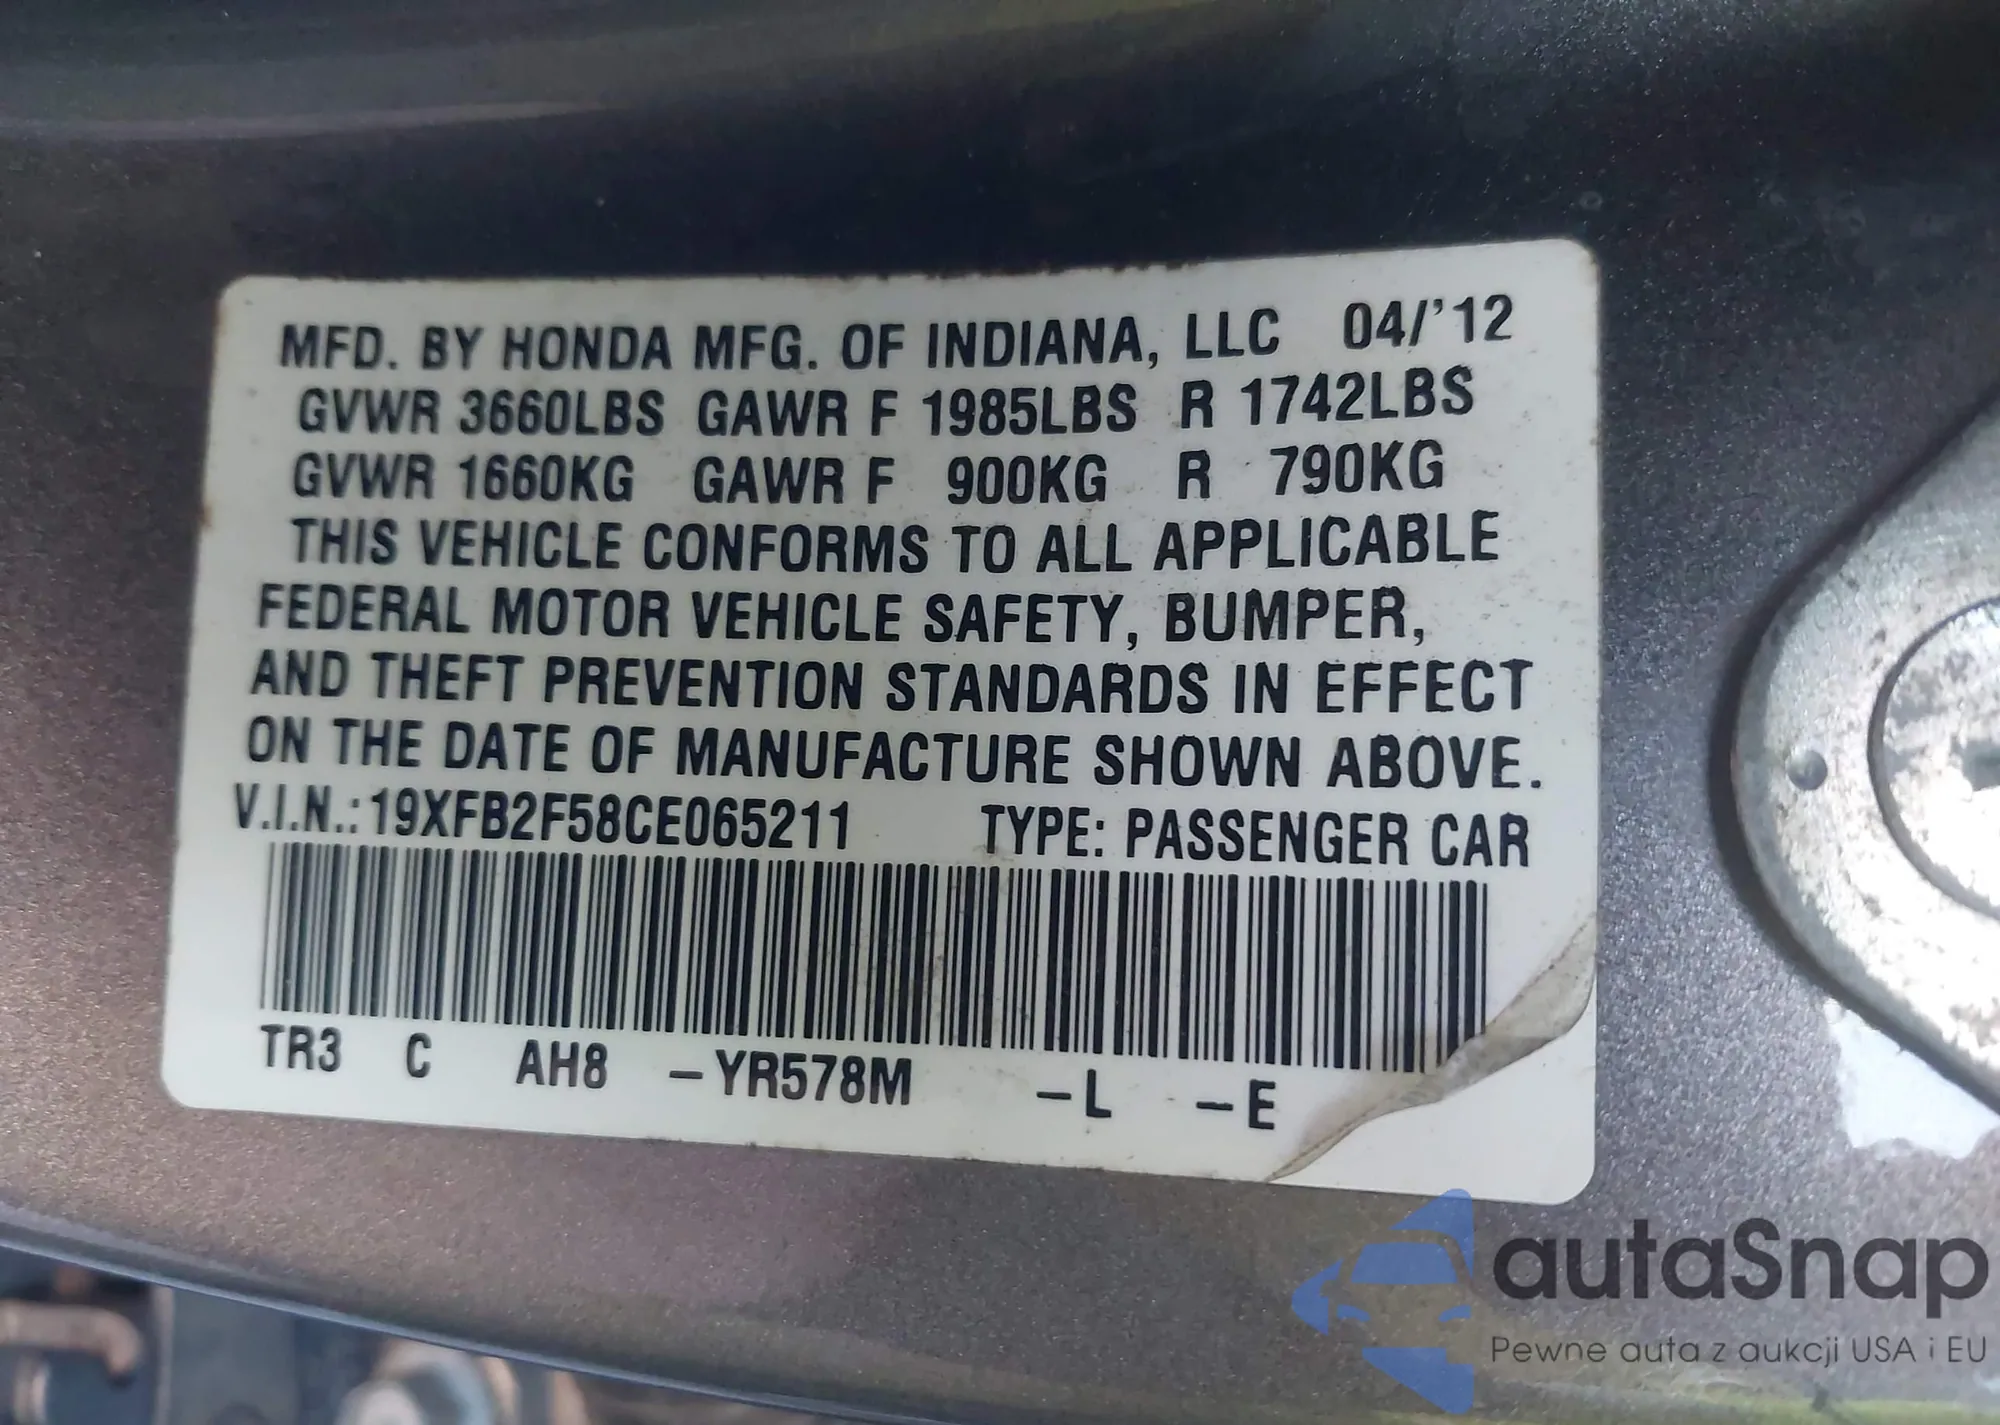 MFD. BY HONDA MFG. OF INDIANA, LLC 04/'12
GVWR 3660LBS GAWR F 1985LBS R 1742LBS
GVWR 1660KG GAWR F 900KG R 790KG
THIS VEHICLE CONFORMS TO ALL APPLICABLE
FEDERAL MOTOR VEHICLE SAFETY, BUMPER,
AND THEFT PREVENTION STANDARDS IN EFFECT
ON THE DATE OF MANUFACTURE SHOWN ABOVE.
V.I.N.: 19XFB2F58CE065211 TYPE: PASSENGER CAR
TR3 C AH8 –YR578M –L –E
autaSnap
Pewne auta z aukcji USA i EU